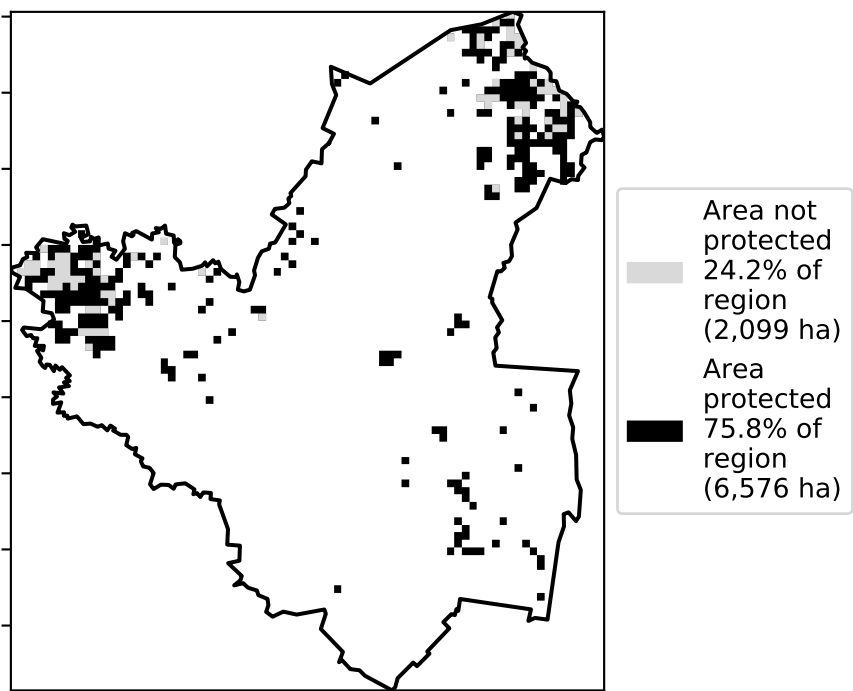 Area not
protected
24.2% of
region
(2,099 ha)
Area
protected
75.8% of
region
(6,576 ha)